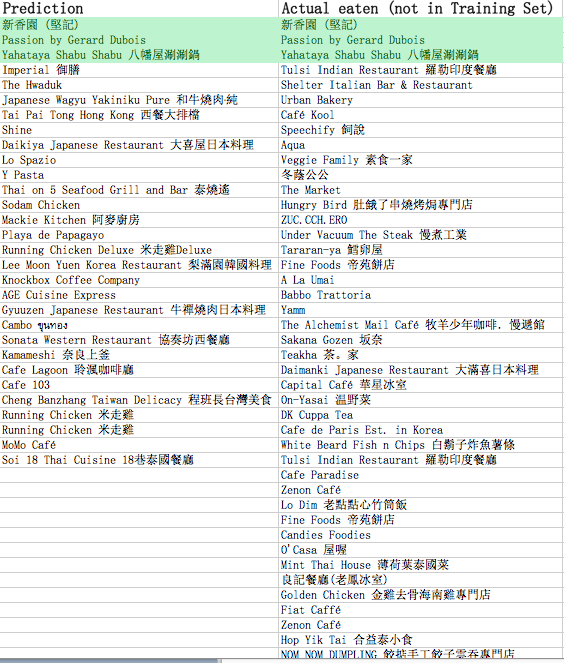 Prediction
Actual eaten (not in Training Set)
新香園 (堅記)
新香園 (堅記)
Passion by Gerard Dubois
Passion by Gerard Dubois
Yahataya Shabu Shabu 八幡屋涮涮鍋
Yahataya Shabu Shabu 八幡屋涮涮鍋
Imperial 御膳
Tulsi Indian Restaurant 羅勒印度餐廳
The Hwaduk
Shelter Italian Bar & Restaurant
Japanese Wagyu Yakiniku Pure 和牛燒肉·純
Urban Bakery
Tai Pai Tong Hong Kong 西餐大排檔
Café Kool
Shine
Speechify 飼說
Daikiya Japanese Restaurant 大喜屋日本料理
Aqua
Lo Spazio
Veggie Family 素食一家
Y Pasta
冬蔭公公
Thai on 5 Seafood Grill and Bar 泰燒遙
The Market
Sodam Chicken
Hungry Bird 肚餓了串燒烤焗專門店
Mackie Kitchen 阿麥廚房
ZUC.CCH.ERO
Playa de Papagayo
Under Vacuum The Steak 慢煮工業
Running Chicken Deluxe 米走雞Deluxe
Tararan-ya 鱈卵屋
Lee Moon Yuen Korea Restaurant 梨滿園韓國料理
Fine Foods 帝苑餅店
Knockbox Coffee Company
A La Umai
AGE Cuisine Express
Babbo Trattoria
Gyuuzen Japanese Restaurant 牛禪燒肉日本料理
Yamm
Cambo ขุนทอง
The Alchemist Mail Café 牧羊少年咖啡．慢遞館
Sonata Western Restaurant 協奏坊西餐廳
Sakana Gozen 坂奈
Kamameshi 奈良上釜
Teakha 茶。家
Cafe Lagoon 聆渢咖啡廳
Daimanki Japanese Restaurant 大滿喜日本料理
Cafe 103
Capital Café 華星冰室
Cheng Banzhang Taiwan Delicacy 程班長台灣美食
On-Yasai 温野菜
Running Chicken 米走雞
DK Cuppa Tea
Running Chicken 米走雞
Cafe de Paris Est. in Korea
MoMo Café
White Beard Fish n Chips 白鬍子炸魚薯條
Soi 18 Thai Cuisine 18巷泰國餐廳
Tulsi Indian Restaurant 羅勒印度餐廳
Cafe Paradise
Zenon Café
Lo Dim 老點點心竹筒飯
Fine Foods 帝苑餅店
Candies Foodies
O'Casa 屋喔
Mint Thai House 薄荷葉泰國菜
良記餐廳(老鳳冰室)
Golden Chicken 金雞去骨海南雞專門店
Fiat Caffé
Zenon Café
Hop Yik Tai 合益泰小食
NOM NOM DUMPLING 餃掂手工餃子雲吞專門店